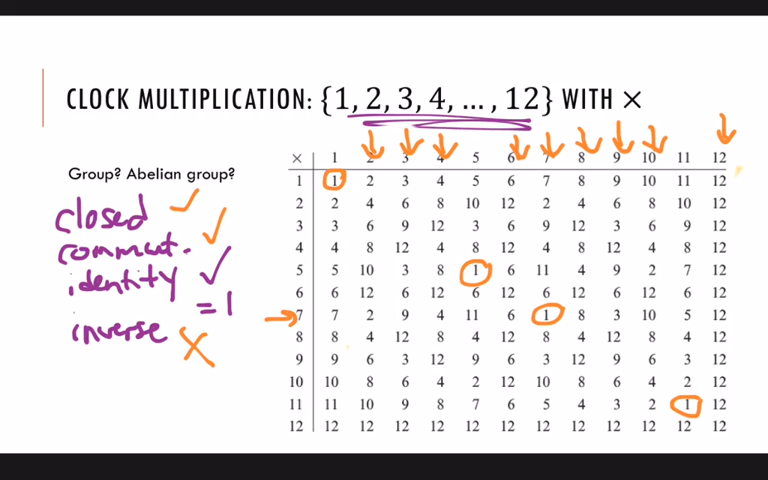 CLOCK MULTIPLICATION: {1, 2, 3, 4, ..., 12} WITH ×
Group? Abelian group?
closed ✓
commut. ✓
identity ✓
= 1
inverse ✗
× 1 2 3 4 5 6 7 8 9 10 11 12
1 1 2 3 4 5 6 7 8 9 10 11 12
2 2 4 6 8 10 12 2 4 6 8 10 12
3 3 6 9 12 3 6 9 12 3 6 9 12
4 4 8 12 4 8 12 4 8 12 4 8 12
5 5 10 3 8 1 6 11 4 9 2 7 12
6 6 12 6 12 6 12 6 12 6 12 6 12
7 7 2 9 4 11 6 1 8 3 10 5 12
8 8 4 12 8 4 12 8 4 12 8 4 12
9 9 6 3 12 9 6 3 12 9 6 3 12
10 10 8 6 4 2 12 10 8 6 4 2 12
11 11 10 9 8 7 6 5 4 3 2 1 12
12 12 12 12 12 12 12 12 12 12 12 12 12